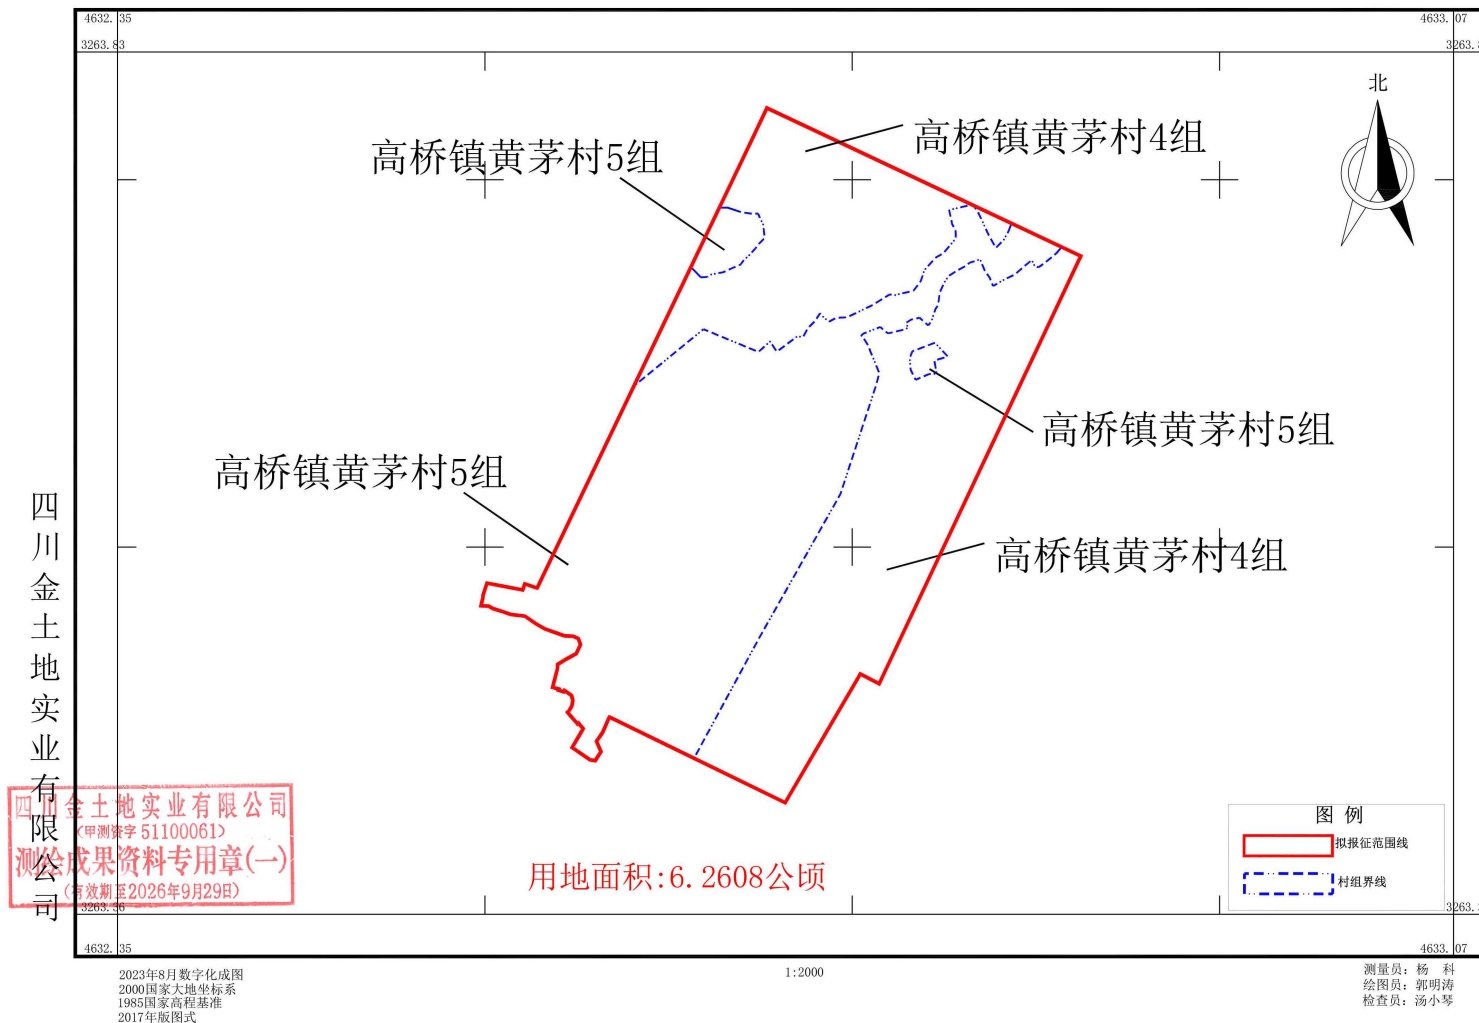 4632.35
4633.07
3263.83
3263.8
北
高桥镇黄茅村4组
高桥镇黄茅村5组
高桥镇黄茅村5组
高桥镇黄茅村5组
高桥镇黄茅村4组
四川金土地实业有限公司
四川金土地实业有限公司
(甲测资字 51100061)
测绘成果资料专用章(一)
(有效期至2026年9月29日)
用地面积:6.2608公顷
图 例
拟报征范围线
村组界线
3263.36
3263.
4632.35
4633.07
2023年8月数字化成图
2000国家大地坐标系
1985国家高程基准
2017年版图式
1:2000
测量员: 杨 科
绘图员: 郭明涛
检查员: 汤小琴